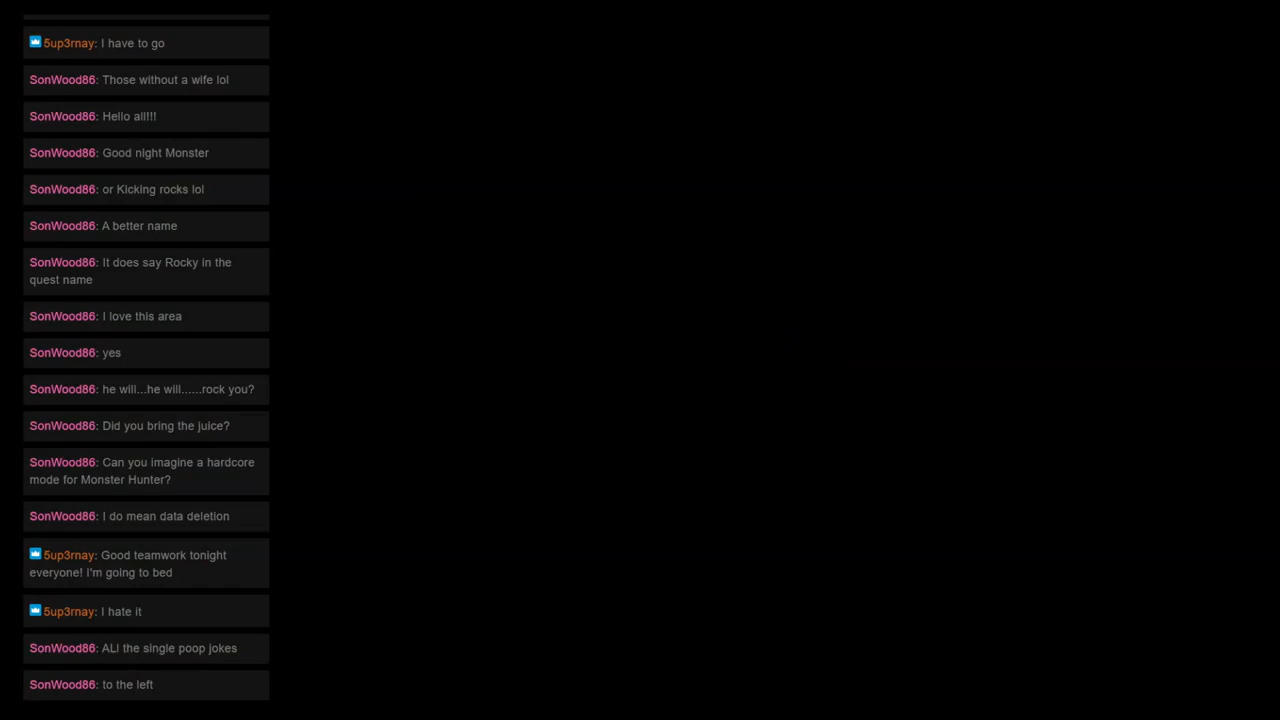 5up3rnay: I have to go
SonWood86: Those without a wife lol
SonWood86: Hello all!!!
SonWood86: Good night Monster
SonWood86: or Kicking rocks lol
SonWood86: A better name
SonWood86: It does say Rocky in the
quest name
SonWood86: I love this area
SonWood86: yes
SonWood86: he will...he will......rock you?
SonWood86: Did you bring the juice?
SonWood86: Can you imagine a hardcore
mode for Monster Hunter?
SonWood86: I do mean data deletion
5up3rnay: Good teamwork tonight
everyone! I'm going to bed
5up3rnay: I hate it
SonWood86: ALl the single poop jokes
SonWood86: to the left